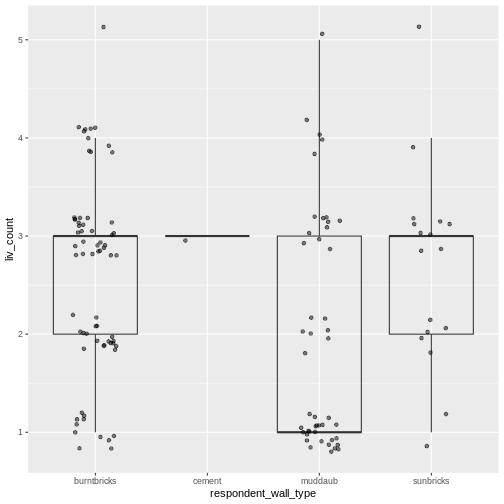 5
4
3
2
1
liv_count
burntbricks cement muddaub sunbricks
respondent_wall_type